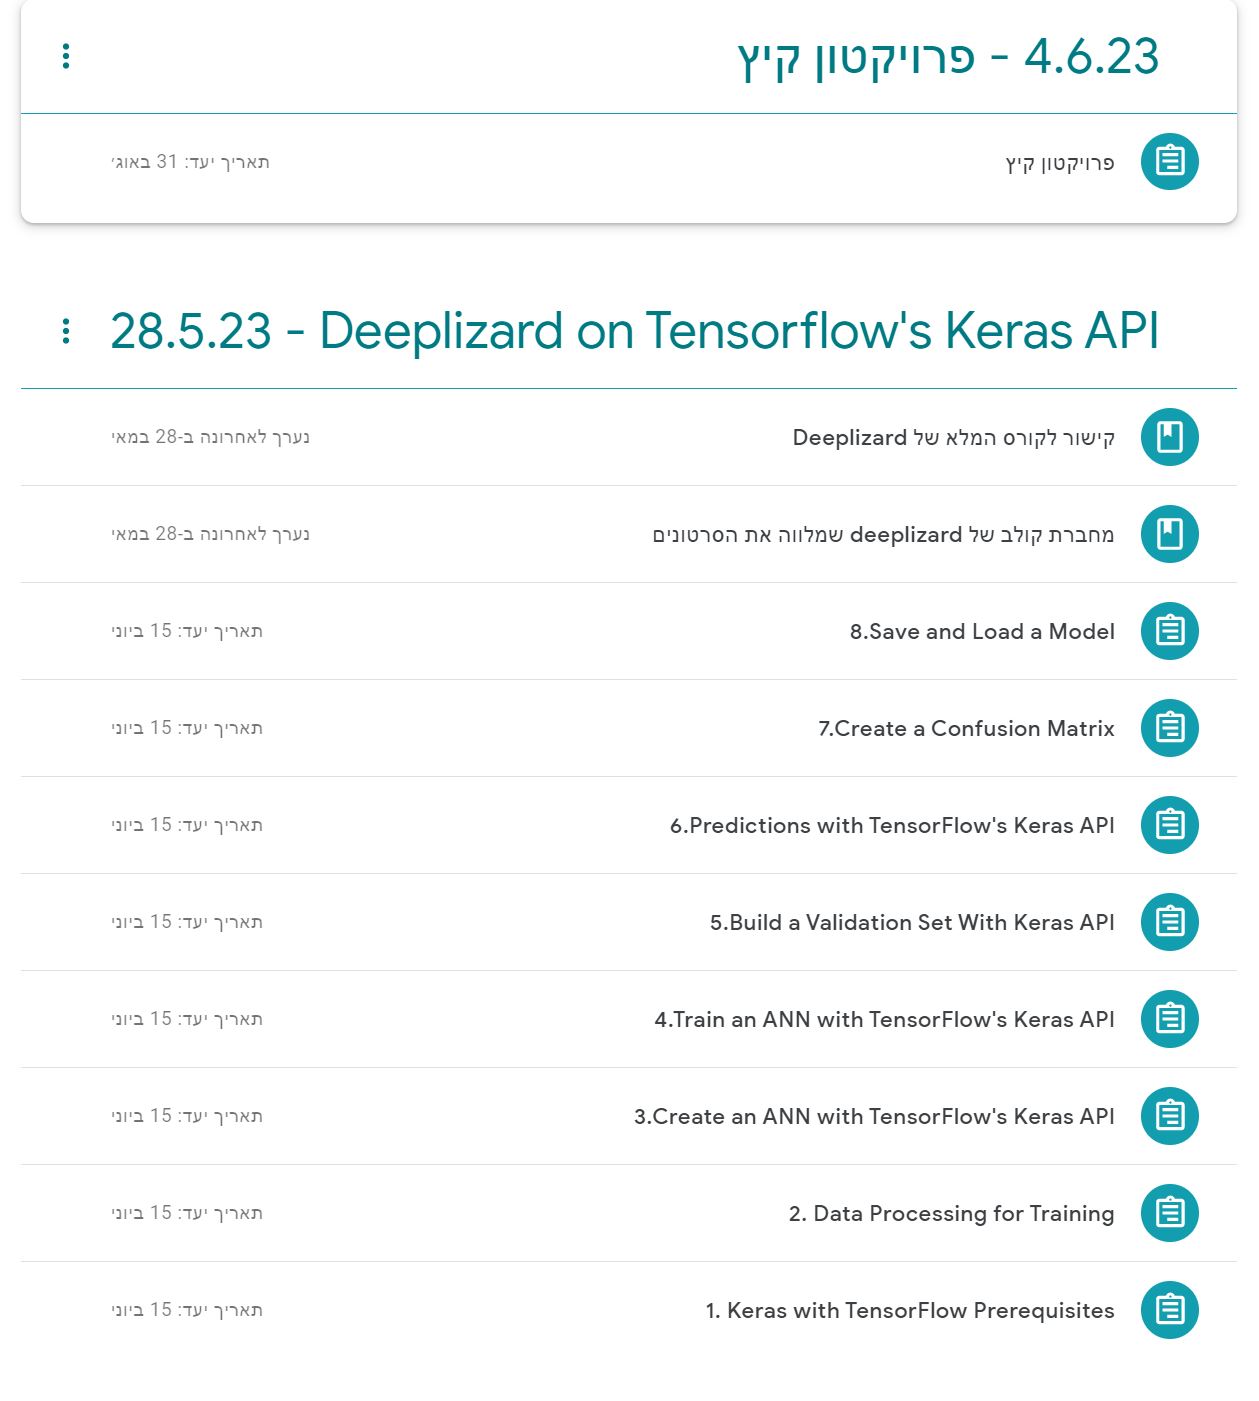 4.6.23 - פרויקטון קיץ
פרויקטון קיץ
תאריך יעד: 31 באוג׳
28.5.23 - Deeplizard on Tensorflow's Keras API
קישור לקורס המלא של Deeplizard
נערך לאחרונה ב-28 במאי
מחברת קולב של deeplizard שמלווה את הסרטונים
נערך לאחרונה ב-28 במאי
8.Save and Load a Model
תאריך יעד: 15 ביוני
7.Create a Confusion Matrix
תאריך יעד: 15 ביוני
6.Predictions with TensorFlow's Keras API
תאריך יעד: 15 ביוני
5.Build a Validation Set With Keras API
תאריך יעד: 15 ביוני
4.Train an ANN with TensorFlow's Keras API
תאריך יעד: 15 ביוני
3.Create an ANN with TensorFlow's Keras API
תאריך יעד: 15 ביוני
2. Data Processing for Training
תאריך יעד: 15 ביוני
1. Keras with TensorFlow Prerequisites
תאריך יעד: 15 ביוני